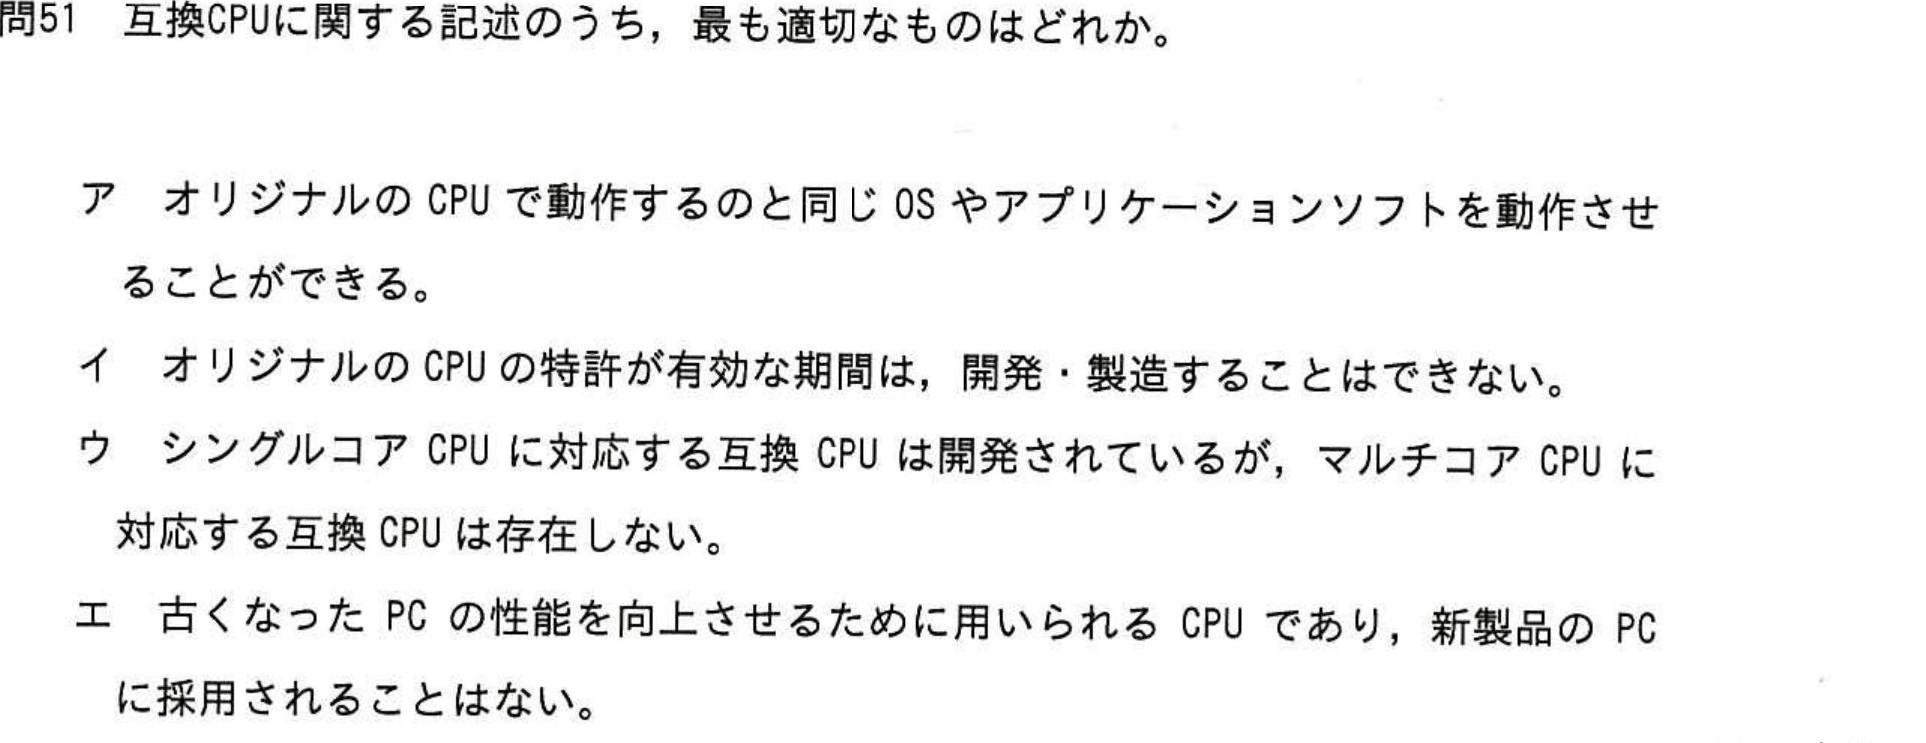 問51　互換CPUに関する記述のうち，最も適切なものはどれか。
ア　オリジナルの CPU で動作するのと同じ OS やアプリケーションソフトを動作させ
ることができる。
イ　オリジナルの CPU の特許が有効な期間は，開発・製造することはできない。
ウ　シングルコア CPU に対応する互換 CPU は開発されているが，マルチコア CPU に
対応する互換 CPU は存在しない。
エ　古くなった PC の性能を向上させるために用いられる CPU であり，新製品の PC
に採用されることはない。